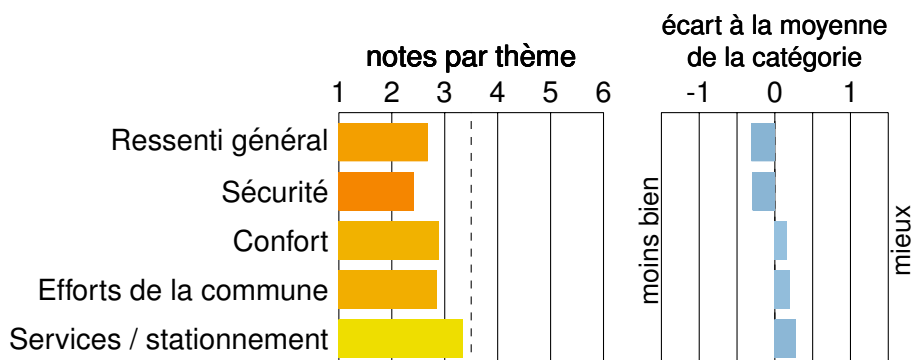 écart à la moyenne
notes par thème de la catégorie
1 2 3 4 5 6 -1 0 1
Ressenti général
Sécurité
Confort
Efforts de la commune
Services / stationnement
moins bien
mieux